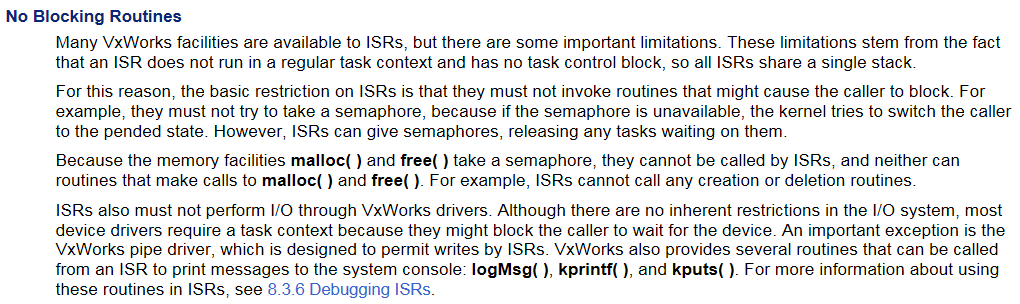 No Blocking Routines
Many VxWorks facilities are available to ISRs, but there are some important limitations. These limitations stem from the fact
that an ISR does not run in a regular task context and has no task control block, so all ISRs share a single stack.
For this reason, the basic restriction on ISRs is that they must not invoke routines that might cause the caller to block. For
example, they must not try to take a semaphore, because if the semaphore is unavailable, the kernel tries to switch the caller
to the pended state. However, ISRs can give semaphores, releasing any tasks waiting on them.
Because the memory facilities malloc( ) and free( ) take a semaphore, they cannot be called by ISRs, and neither can
routines that make calls to malloc( ) and free( ). For example, ISRs cannot call any creation or deletion routines.
ISRs also must not perform I/O through VxWorks drivers. Although there are no inherent restrictions in the I/O system, most
device drivers require a task context because they might block the caller to wait for the device. An important exception is the
VxWorks pipe driver, which is designed to permit writes by ISRs. VxWorks also provides several routines that can be called
from an ISR to print messages to the system console: logMsg( ), kprintf( ), and kputs( ). For more information about using
these routines in ISRs, see 8.3.6 Debugging ISRs.